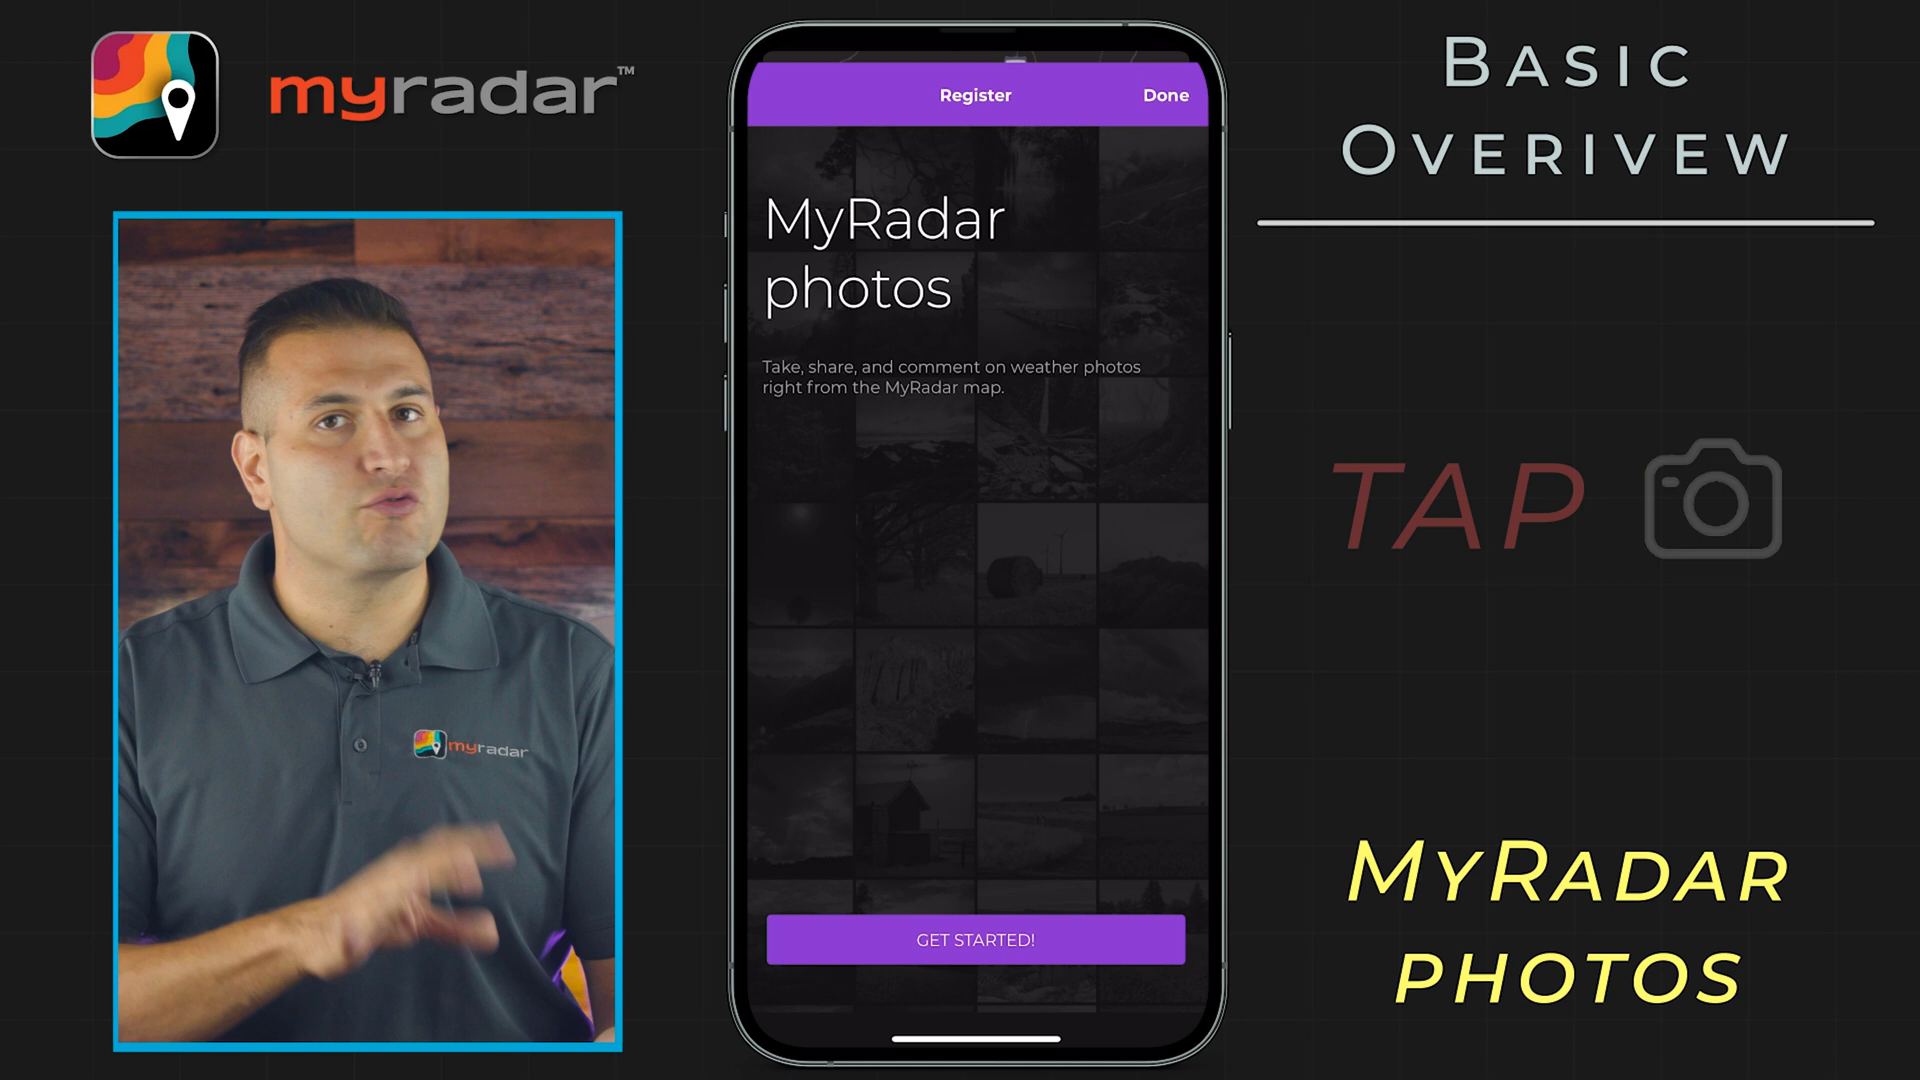 myradar™
Register
Done
MyRadar
photos
Take, share, and comment on weather photos
right from the MyRadar map.
GET STARTED!
myradar
BASIC
OVERIVEW
TAP
MYRADAR
PHOTOS